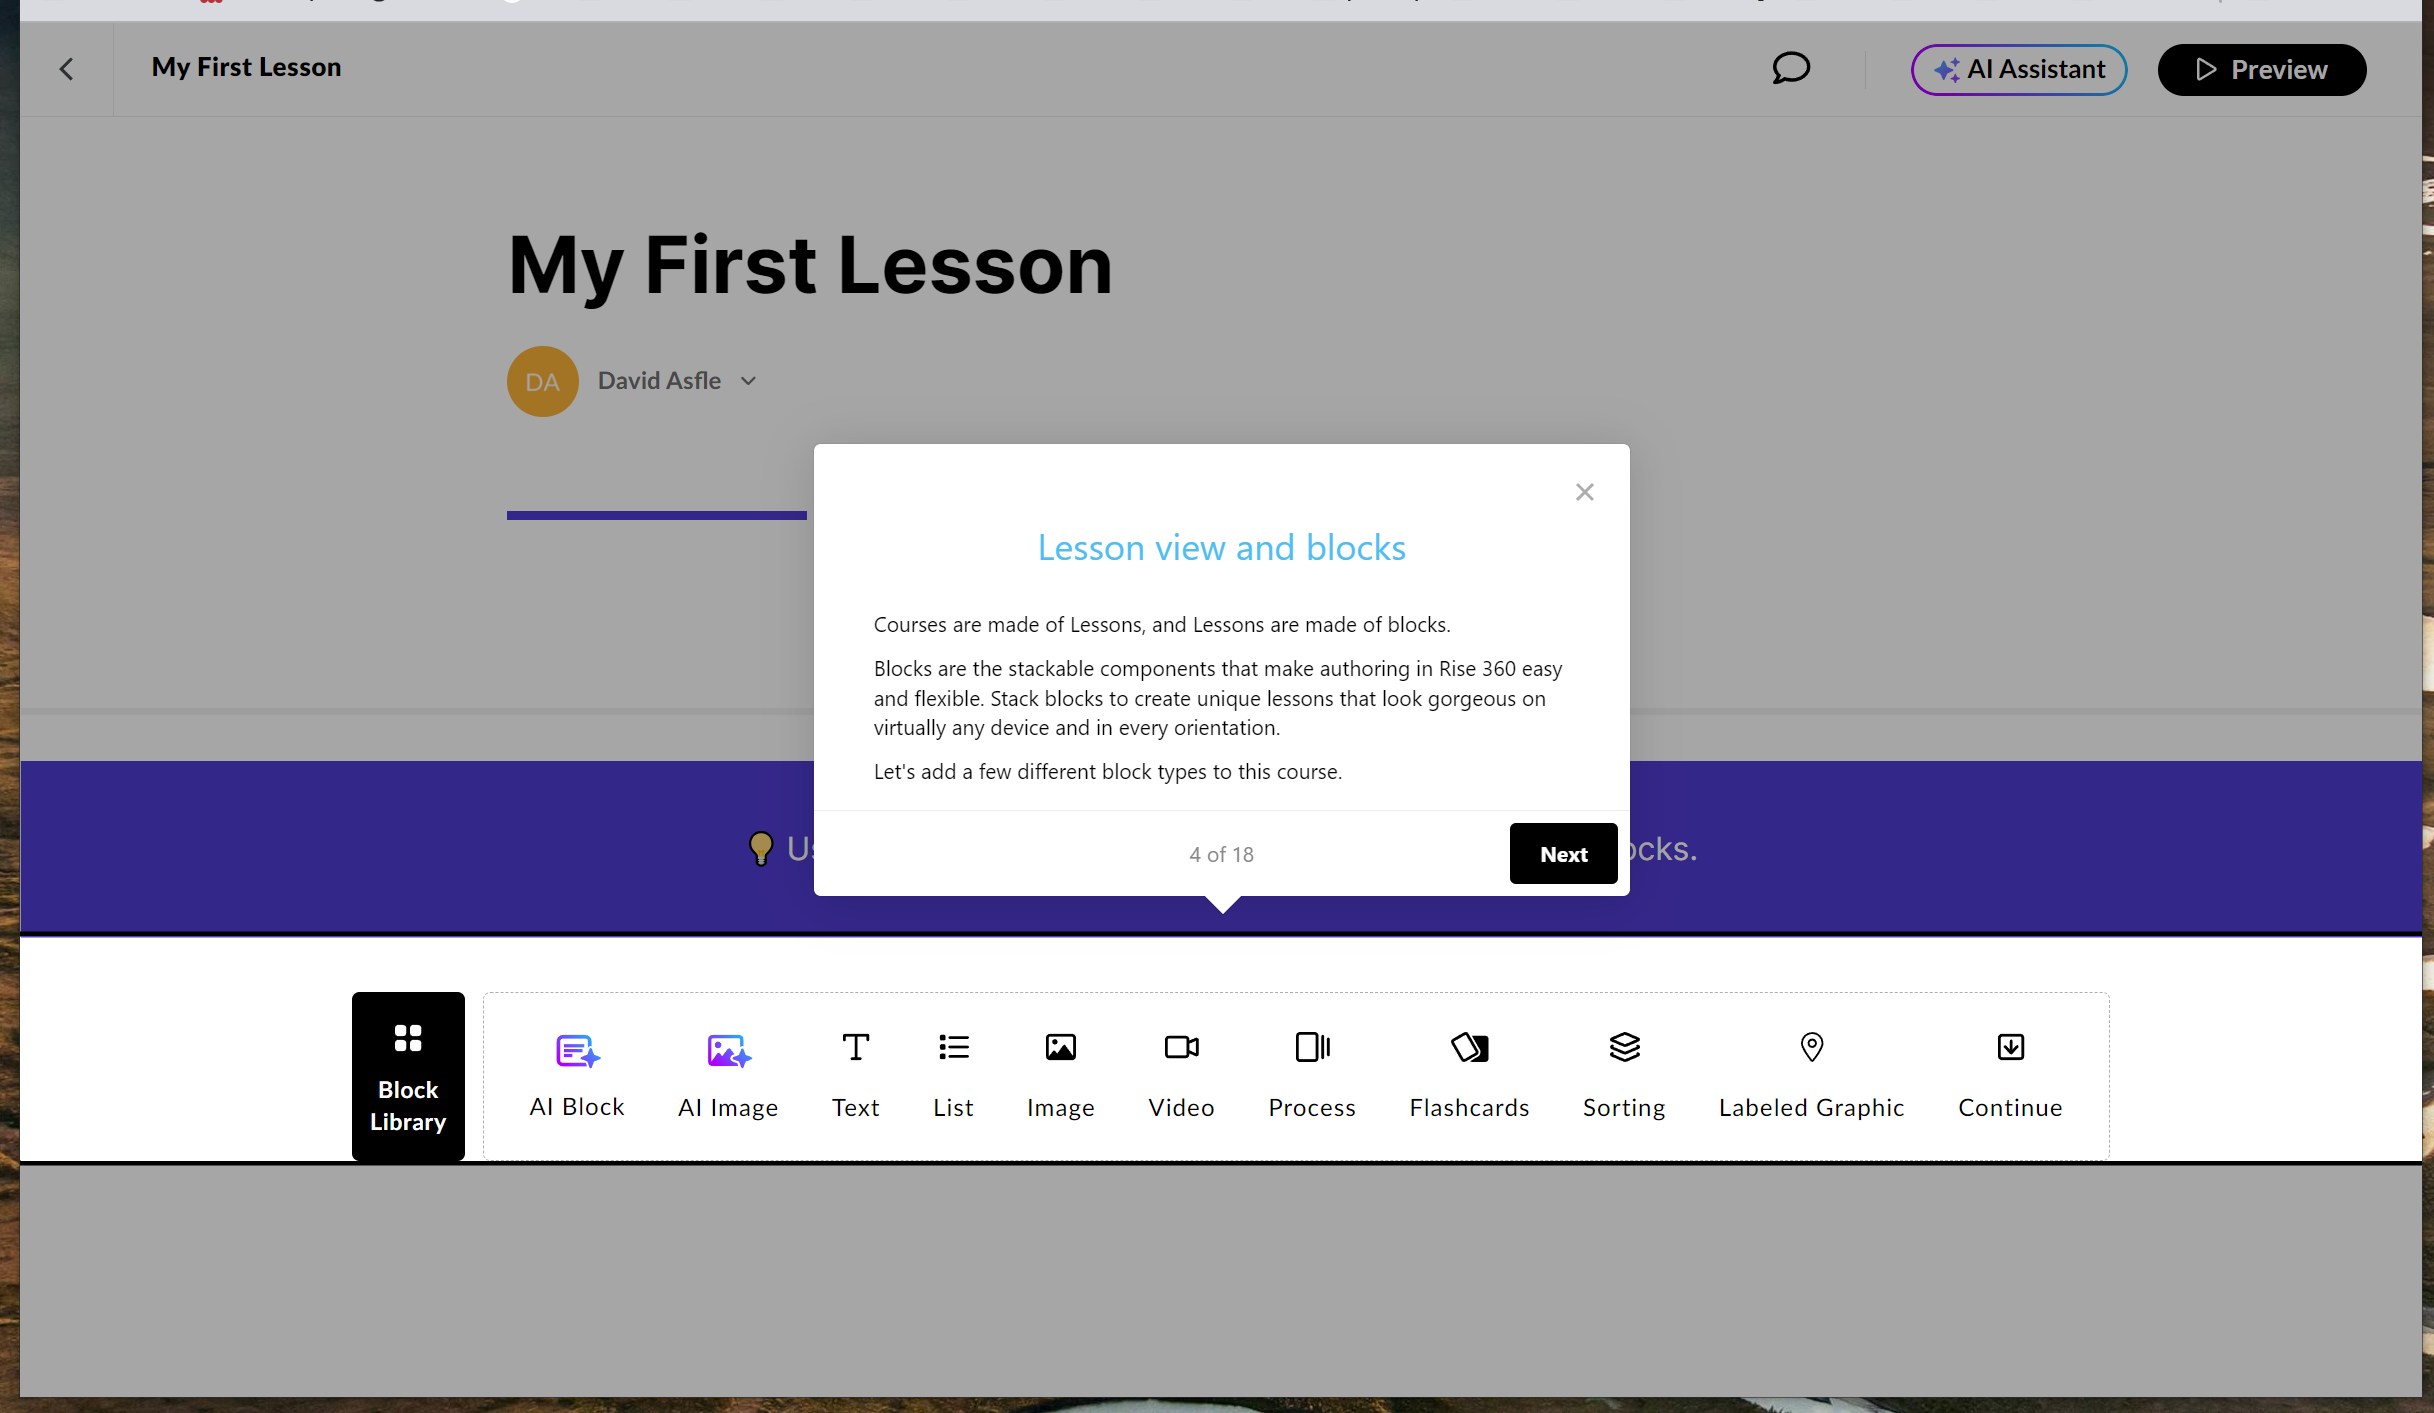 My First Lesson
AI Assistant
Preview
My First Lesson
DA
David Asfle
Lesson view and blocks
Courses are made of Lessons, and Lessons are made of blocks.
Blocks are the stackable components that make authoring in Rise 360 easy
and flexible. Stack blocks to create unique lessons that look gorgeous on
virtually any device and in every orientation.
Let's add a few different block types to this course.
4 of 18
Next
Block
Library
AI Block
AI Image
Text
List
Image
Video
Process
Flashcards
Sorting
Labeled Graphic
Continue